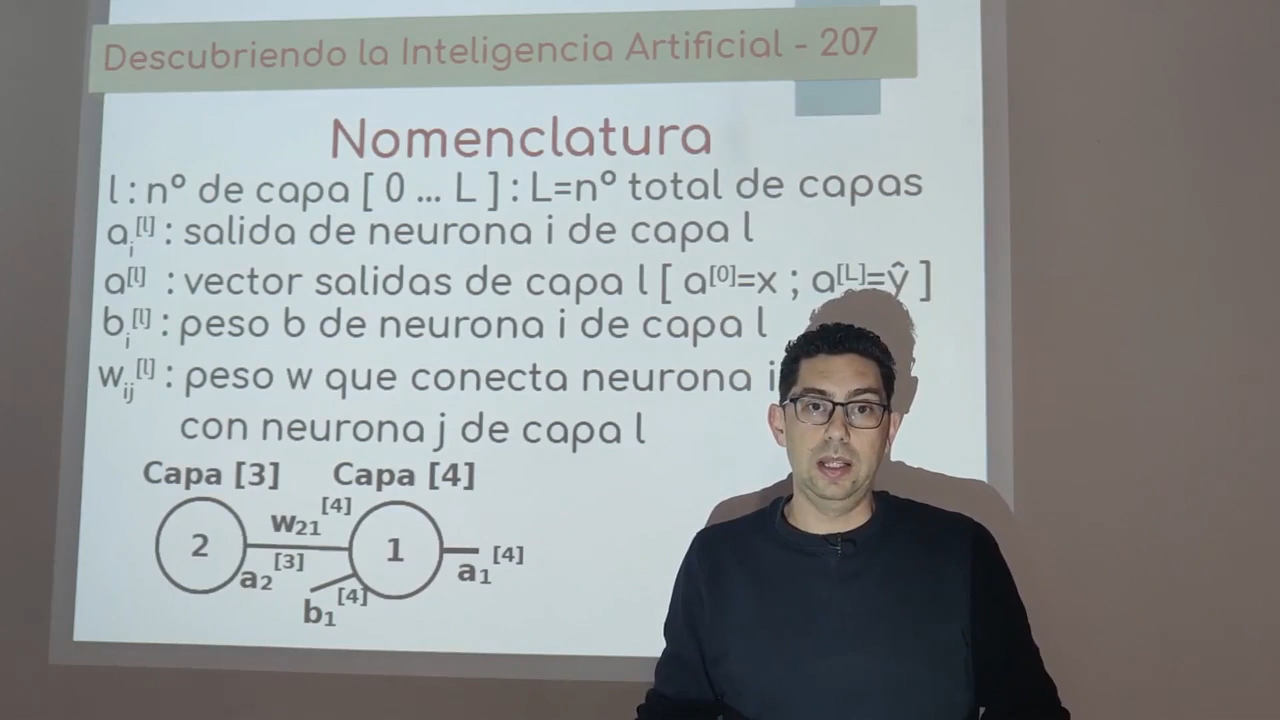 Descubriendo la Inteligencia Artificial - 207
Nomenclatura
l : nº de capa [ 0 ... L ] : L=nº total de capas
aᵢ[l] : salida de neurona i de capa l
a[l] : vector salidas de capa l [ a[0]=x ; a[L]=ŷ ]
bᵢ[l] : peso b de neurona i de capa l
wᵢⱼ[l] : peso w que conecta neurona i
con neurona j de capa l
Capa [3] Capa [4]
2 w₂₁[4] 1 a₁[4]
a₂[3]
b₁[4]